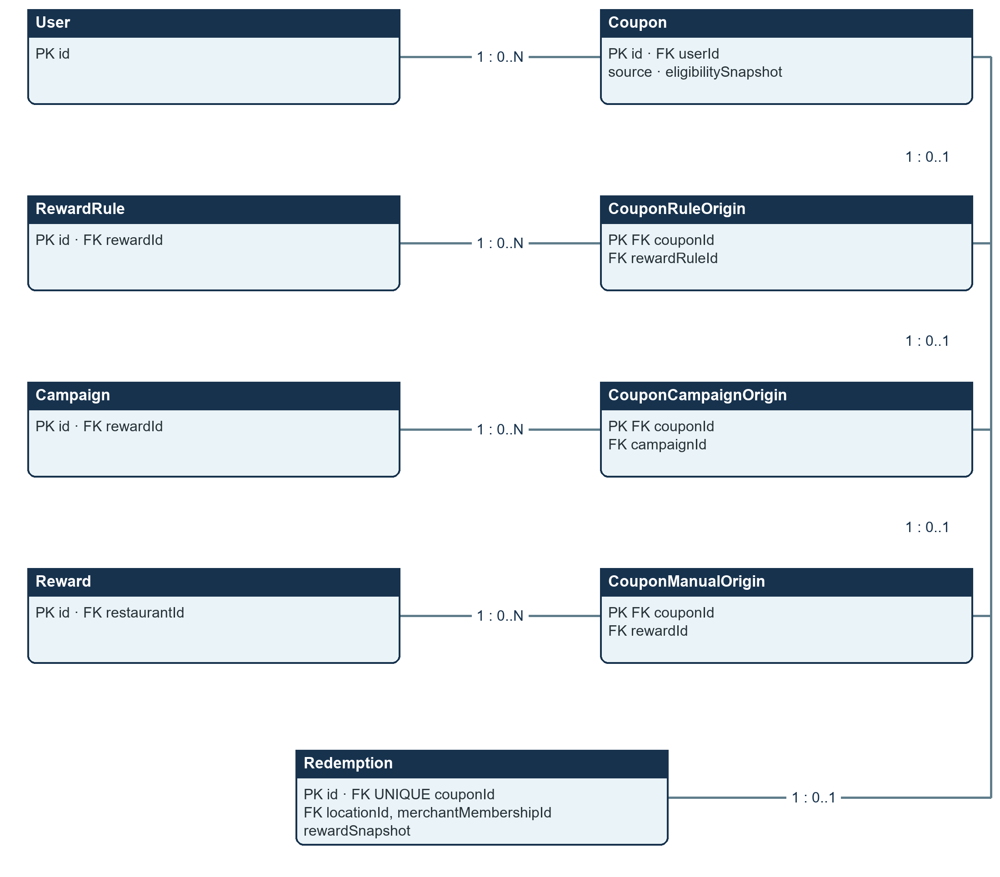 User
PK id
1 : 0..N
Coupon
PK id · FK userId
source · eligibilitySnapshot
1 : 0..1
RewardRule
PK id · FK rewardId
1 : 0..N
CouponRuleOrigin
PK FK couponId
FK rewardRuleId
1 : 0..1
Campaign
PK id · FK rewardId
1 : 0..N
CouponCampaignOrigin
PK FK couponId
FK campaignId
1 : 0..1
Reward
PK id · FK restaurantId
1 : 0..N
CouponManualOrigin
PK FK couponId
FK rewardId
Redemption
PK id · FK UNIQUE couponId
FK locationId, merchantMembershipId
rewardSnapshot
1 : 0..1